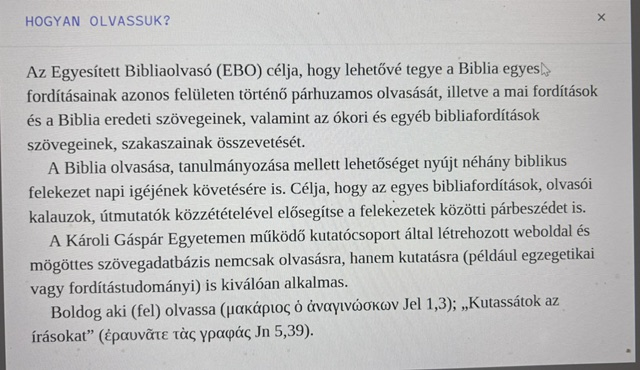 HOGYAN OLVASSUK?
×
Az Egyesített Bibliaolvasó (EBO) célja, hogy lehetővé tegye a Biblia egyes
fordításainak azonos felületen történő párhuzamos olvasását, illetve a mai fordítások
és a Biblia eredeti szövegeinek, valamint az ókori és egyéb bibliafordítások
szövegeinek, szakaszainak összevetését.
A Biblia olvasása, tanulmányozása mellett lehetőséget nyújt néhány biblikus
felekezet napi igéjének követésére is. Célja, hogy az egyes bibliafordítások, olvasói
kalauzok, útmutatók közzétételével elősegítse a felekezetek közötti párbeszédet is.
A Károli Gáspár Egyetemen működő kutatócsoport által létrehozott weboldal és
mögöttes szövegadatbázis nemcsak olvasásra, hanem kutatásra (például egzegetikai
vagy fordítástudományi) is kiválóan alkalmas.
Boldog aki (fel) olvassa (μακάριος ὁ ἀναγινώσκων Jel 1,3); „Kutassátok az
írásokat” (ἐραυνᾶτε τὰς γραφάς Jn 5,39).